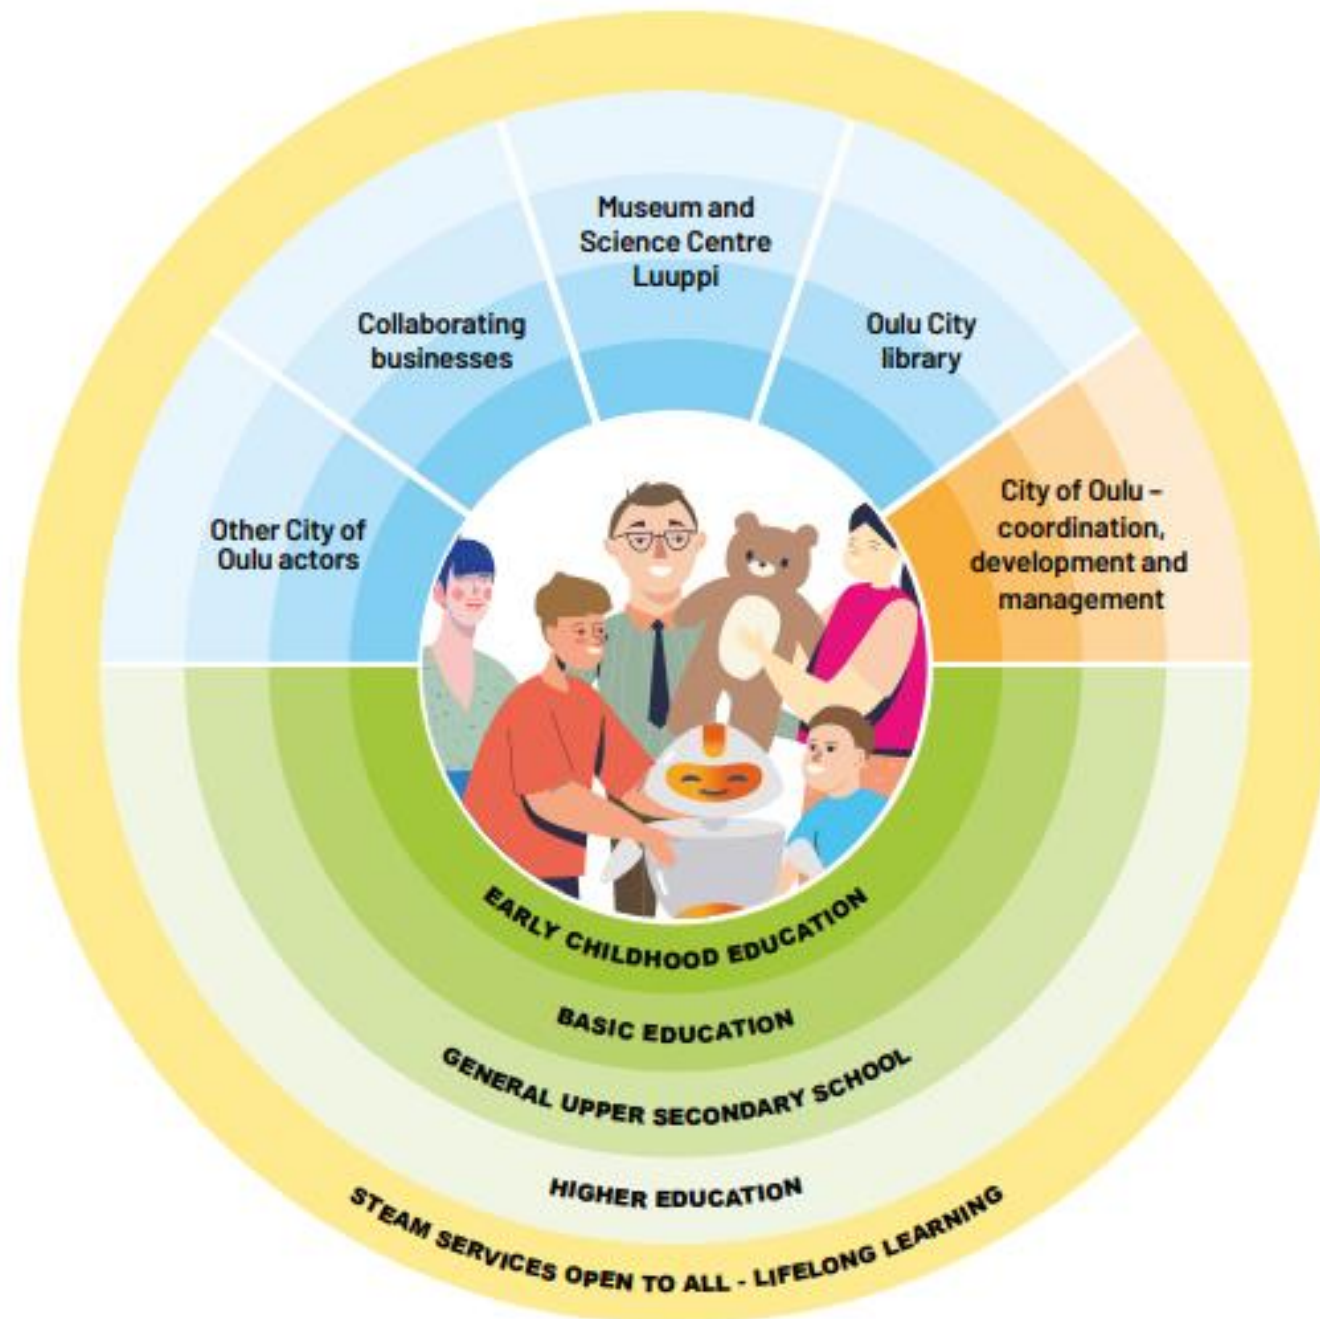 Museum and
Science Centre
Luuppi
Collaborating
businesses
Oulu City
library
Other City of
Oulu actors
City of Oulu –
coordination,
development and
management
EARLY CHILDHOOD EDUCATION
BASIC EDUCATION
GENERAL UPPER SECONDARY SCHOOL
HIGHER EDUCATION
STEAM SERVICES OPEN TO ALL - LIFELONG LEARNING